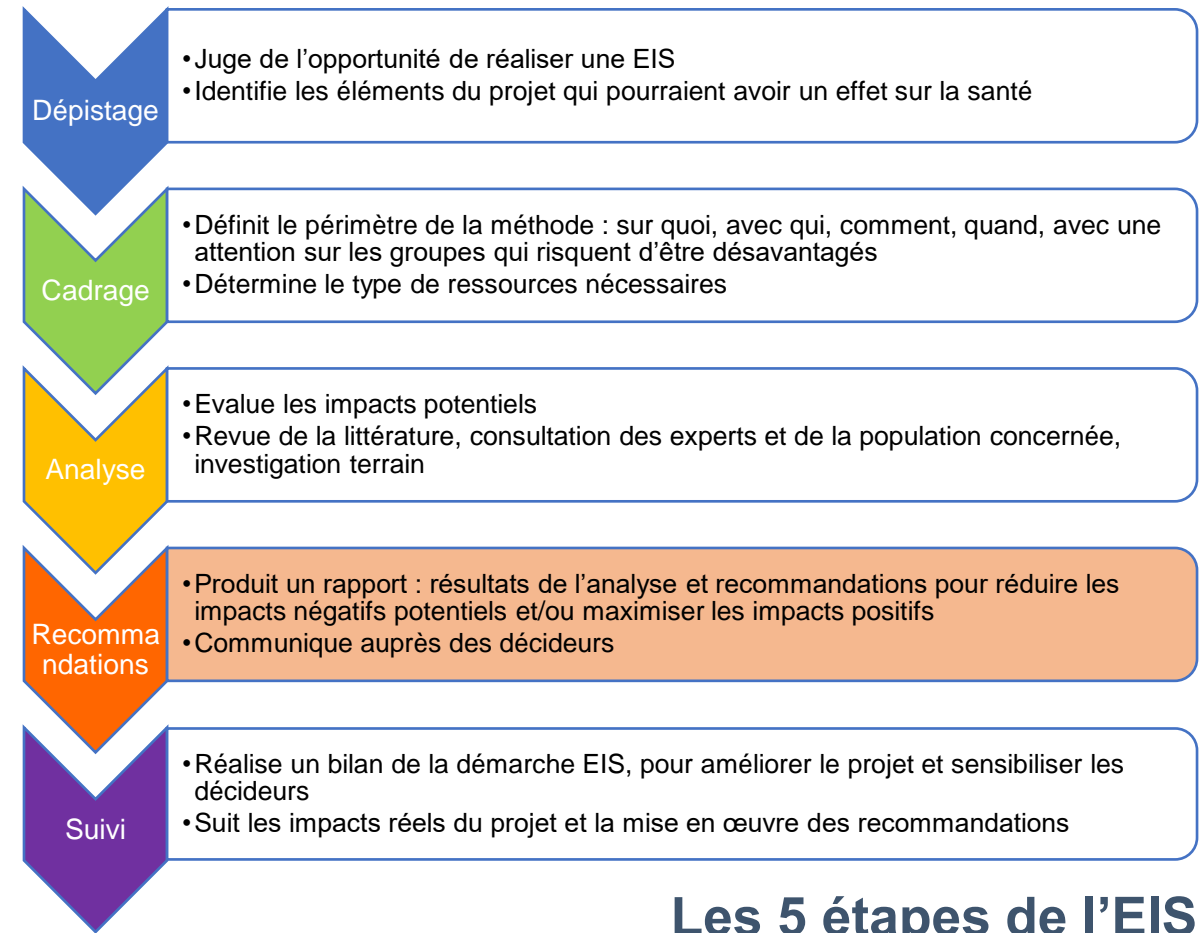 Dépistage
•Juge de l’opportunité de réaliser une EIS
•Identifie les éléments du projet qui pourraient avoir un effet sur la santé
Cadrage
•Définit le périmètre de la méthode : sur quoi, avec qui, comment, quand, avec une
attention sur les groupes qui risquent d’être désavantagés
•Détermine le type de ressources nécessaires
Analyse
•Evalue les impacts potentiels
•Revue de la littérature, consultation des experts et de la population concernée,
investigation terrain
Recomma
ndations
•Produit un rapport : résultats de l’analyse et recommandations pour réduire les
impacts négatifs potentiels et/ou maximiser les impacts positifs
•Communique auprès des décideurs
Suivi
•Réalise un bilan de la démarche EIS, pour améliorer le projet et sensibiliser les
décideurs
•Suit les impacts réels du projet et la mise en œuvre des recommandations
Les 5 étapes de l’EIS